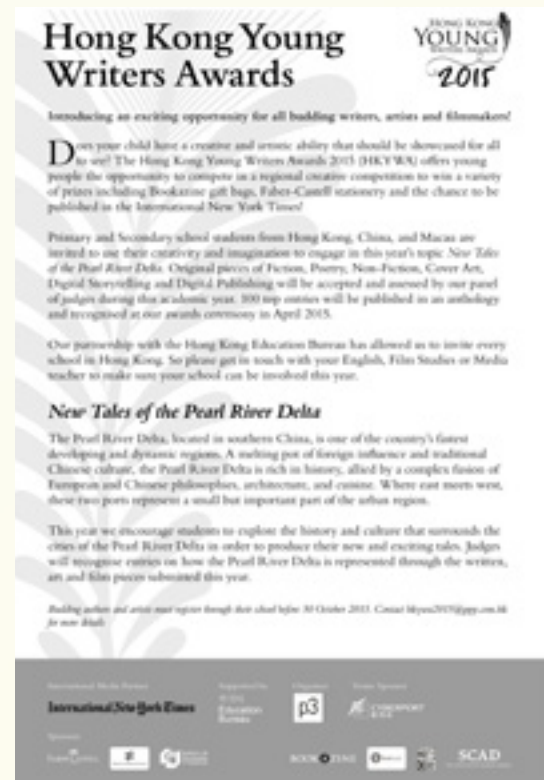 Hong Kong Young
Writers Awards
HONG KONG
YOUNG
Writers Awards
2015
Introducing an exciting opportunity for all budding writers, artists and filmmakers!
Does your child have a creative and artistic ability that should be showcased for all
to see? The Hong Kong Young Writers Awards 2015 (HKYWA) offers young
people the opportunity to compete in a regional creative competition to win a variety
of prizes including Bookazine gift bags, Faber-Castell stationery and the chance to be
published in the International New York Times!
Primary and Secondary school students from Hong Kong, China, and Macau are
invited to use their creativity and imagination to engage in this year's topic New Tales
of the Pearl River Delta. Original pieces of Fiction, Poetry, Non-Fiction, Cover Art,
Digital Storytelling and Digital Publishing will be accepted and assessed by our panel
of judges during this academic year. 100 top entries will be published in an anthology
and recognised at our awards ceremony in April 2015.
Our partnership with the Hong Kong Education Bureau has allowed us to invite every
school in Hong Kong. So please get in touch with your English, Film Studies or Media
teacher to make sure your school can be involved this year.
New Tales of the Pearl River Delta
The Pearl River Delta, located in southern China, is one of the country's fastest
developing and dynamic regions. A melting pot of foreign influence and traditional
Chinese culture, the Pearl River Delta is rich in history, allied by a complex fusion of
European and Chinese philosophies, architecture, and cuisine. Where east meets west,
these two ports represent a small but important part of the urban region.
This year we encourage students to explore the history and culture that surrounds the
cities of the Pearl River Delta in order to produce their new and exciting tales. Judges
will recognise entries on how the Pearl River Delta is represented through the written,
art and film pieces submitted this year.
Budding authors and artists must register through their school before 30 October
for more details
International Media Partner
Supported by
Organiser
International New York Times
Education
Bureau
p3
CYBERPORT
Sponsors
BOOKAZINE
SCAD